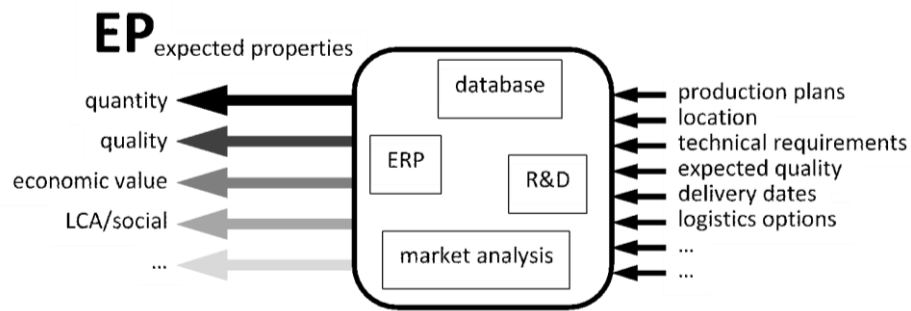 EP expected properties
quantity
quality
economic value
LCA/social
...
database
ERP
R&D
market analysis
production plans
location
technical requirements
expected quality
delivery dates
logistics options
...
...